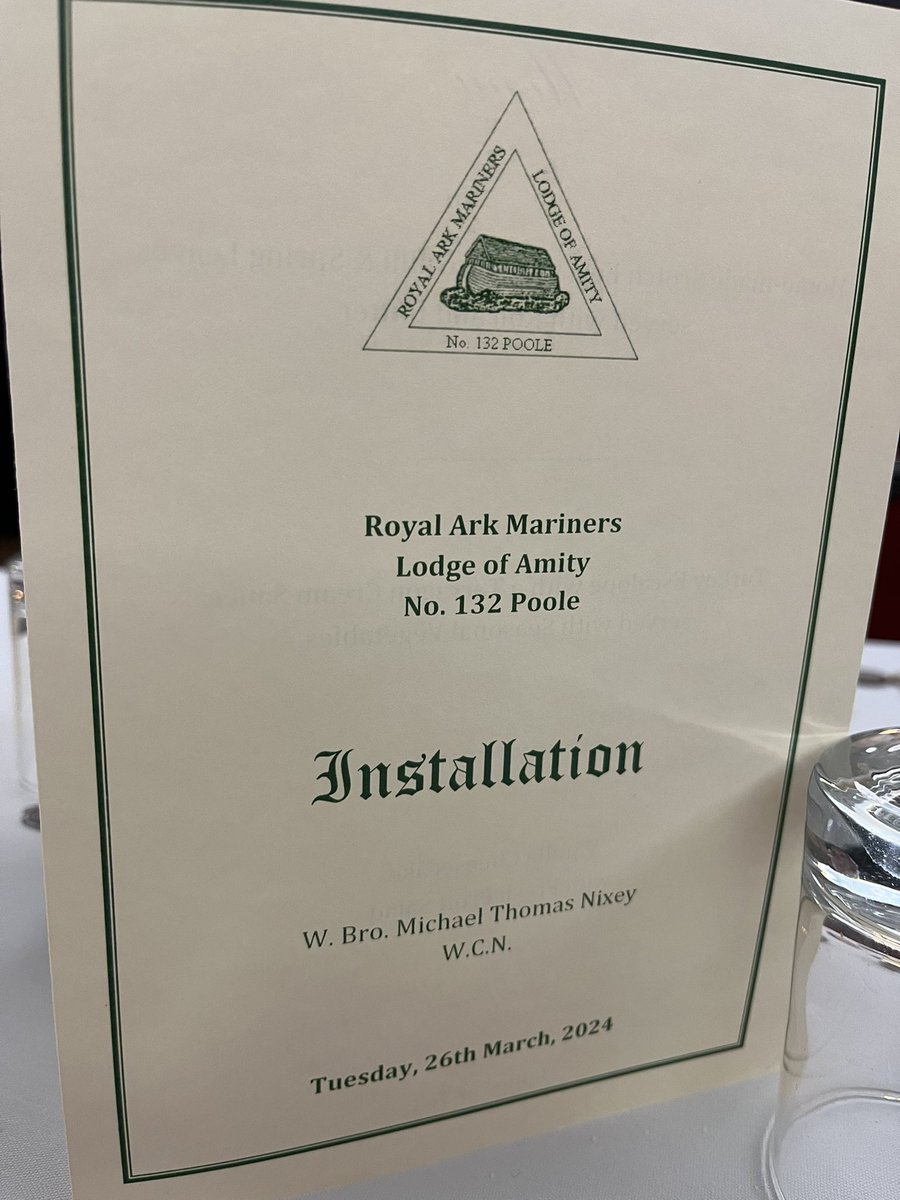 ROYAL ARK MARINERS
LODGE OF AMITY
No. 132 POOLE
Royal Ark Mariners
Lodge of Amity
No. 132 Poole
Installation
W. Bro. Michael Thomas Nixey
W.C.N.
Tuesday, 26th March, 2024